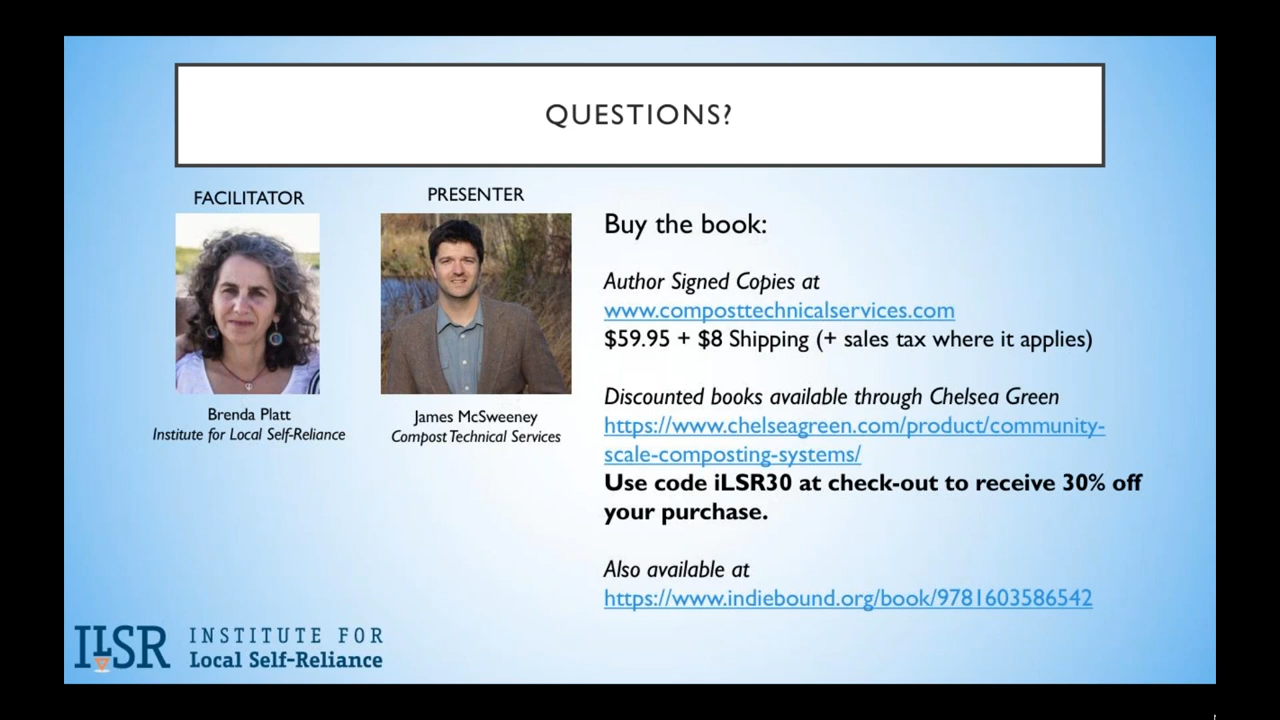 QUESTIONS?
FACILITATOR
PRESENTER
Brenda Platt
Institute for Local Self-Reliance
James McSweeney
Compost Technical Services
Buy the book:
Author Signed Copies at
www.composttechnicalservices.com
$59.95 + $8 Shipping (+ sales tax where it applies)
Discounted books available through Chelsea Green
https://www.chelseagreen.com/product/community-
scale-composting-systems/
Use code iLSR30 at check-out to receive 30% off
your purchase.
Also available at
https://www.indiebound.org/book/9781603586542
ILSR
INSTITUTE FOR
Local Self-Reliance